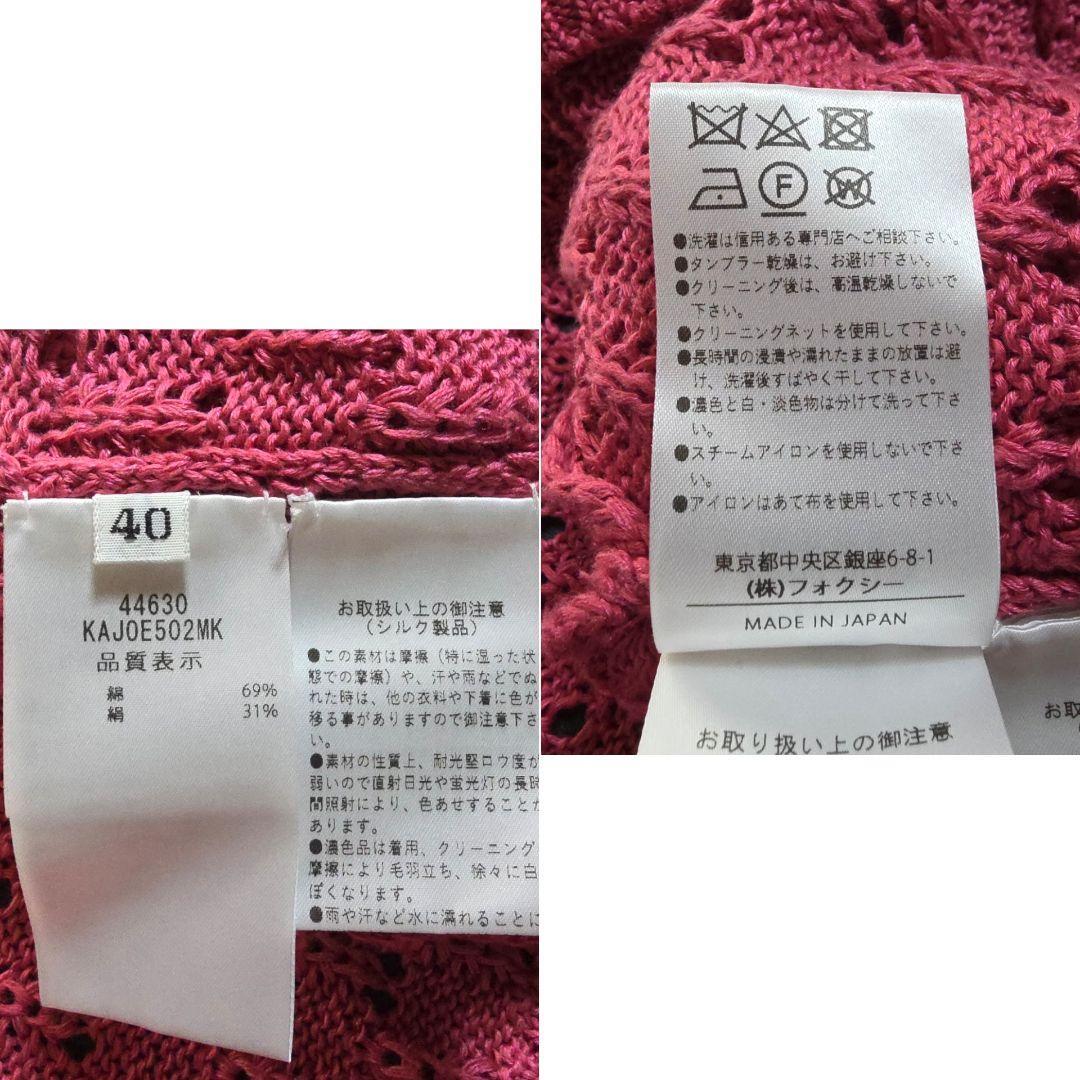 40
44630
KAJ0E502MK
品質表示
綿 69%
絹 31%
お取扱い上の御注意
(シルク製品)
●この素材は摩擦(特に湿った状
態での摩擦)や、汗や雨などでぬ
れた時は、他の衣料や下着に色が
移る事がありますので御注意下さ
い。
●素材の性質上、耐光堅ロウ度が
弱いので直射日光や蛍光灯の長時
間照射により、色あせすることが
あります。
●濃色品は着用、クリーニング
摩擦により毛羽立ち、徐々に白
ぽくなります。
●雨や汗など水に濡れることに
F
W
●洗濯は信用ある専門店へご相談下さい。
●タンブラー乾燥は、お避け下さい。
●クリーニング後は、高温乾燥しないで
下さい。
●クリーニングネットを使用して下さい。
●長時間の浸漬や濡れたままの放置は避
け、洗濯後すばやく干して下さい。
●濃色と白・淡色物は分けて洗って下さ
い。
●スチームアイロンを使用しないで下さ
い。
●アイロンはあて布を使用して下さい。
東京都中央区銀座6-8-1
(株)フォクシー
MADE IN JAPAN
お取り扱い上の御注意
お取